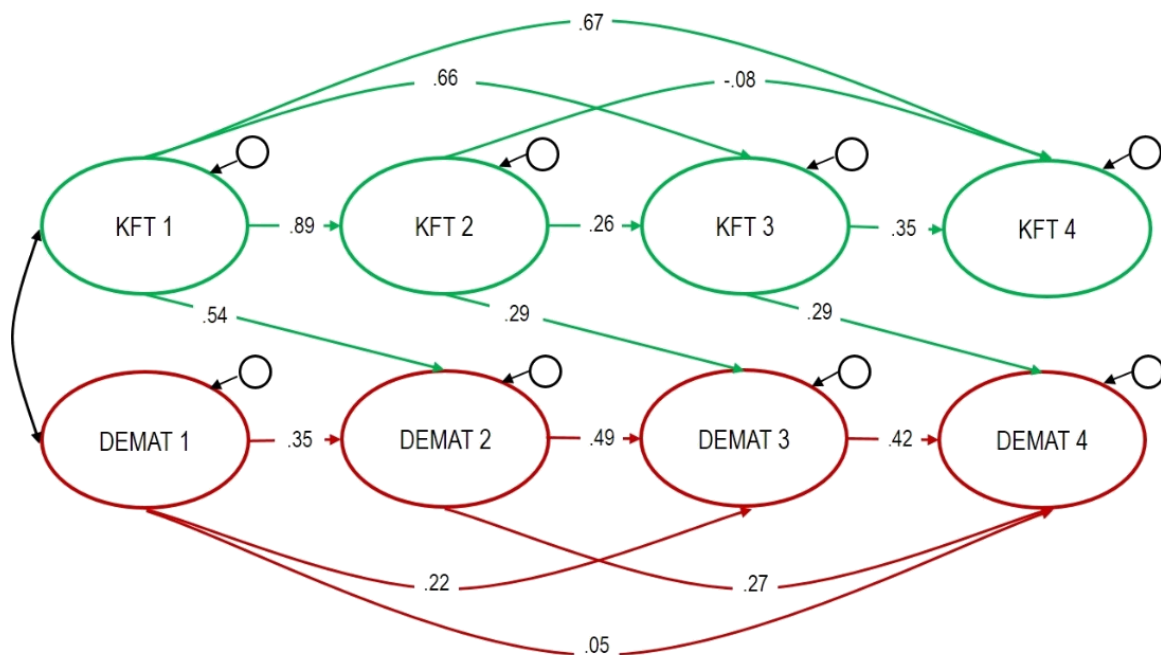 .67
.66
-.08
KFT 1
.89
KFT 2
.26
KFT 3
.35
KFT 4
.54
.29
.29
DEMAT 1
.35
DEMAT 2
.49
DEMAT 3
.42
DEMAT 4
.22
.27
.05